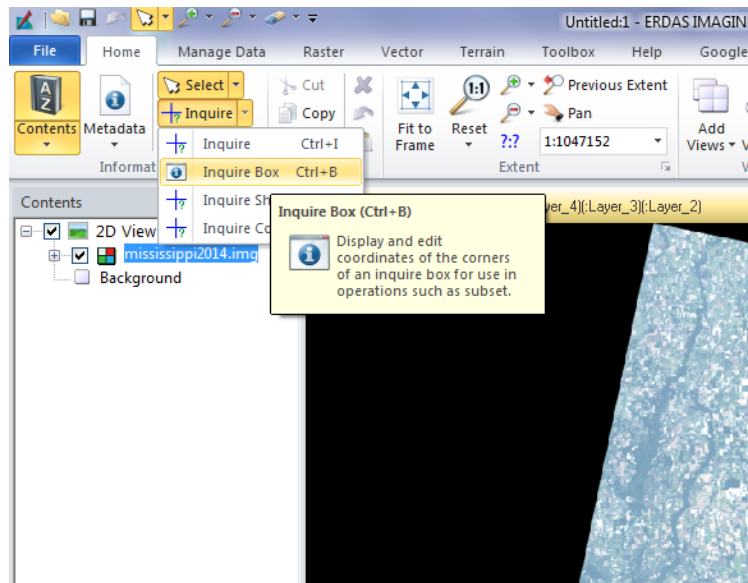 Untitled:1 - ERDAS IMAGIN
File Home Manage Data Raster Vector Terrain Toolbox Help Google
A
Z
Contents
Metadata
Select
Inquire
Cut
Copy
Fit to
Frame
1:1
Reset
Previous Extent
Pan
?:?
1:1047152
Add
Views
Informat
Extent
Inquire Ctrl+I
Inquire Box Ctrl+B
Inquire Sh
Inquire Co
Contents
2D View
mississippi2014.img
Background
yer_4)(:Layer_3)(:Layer_2)
Inquire Box (Ctrl+B)
Display and edit
coordinates of the corners
of an inquire box for use in
operations such as subset.